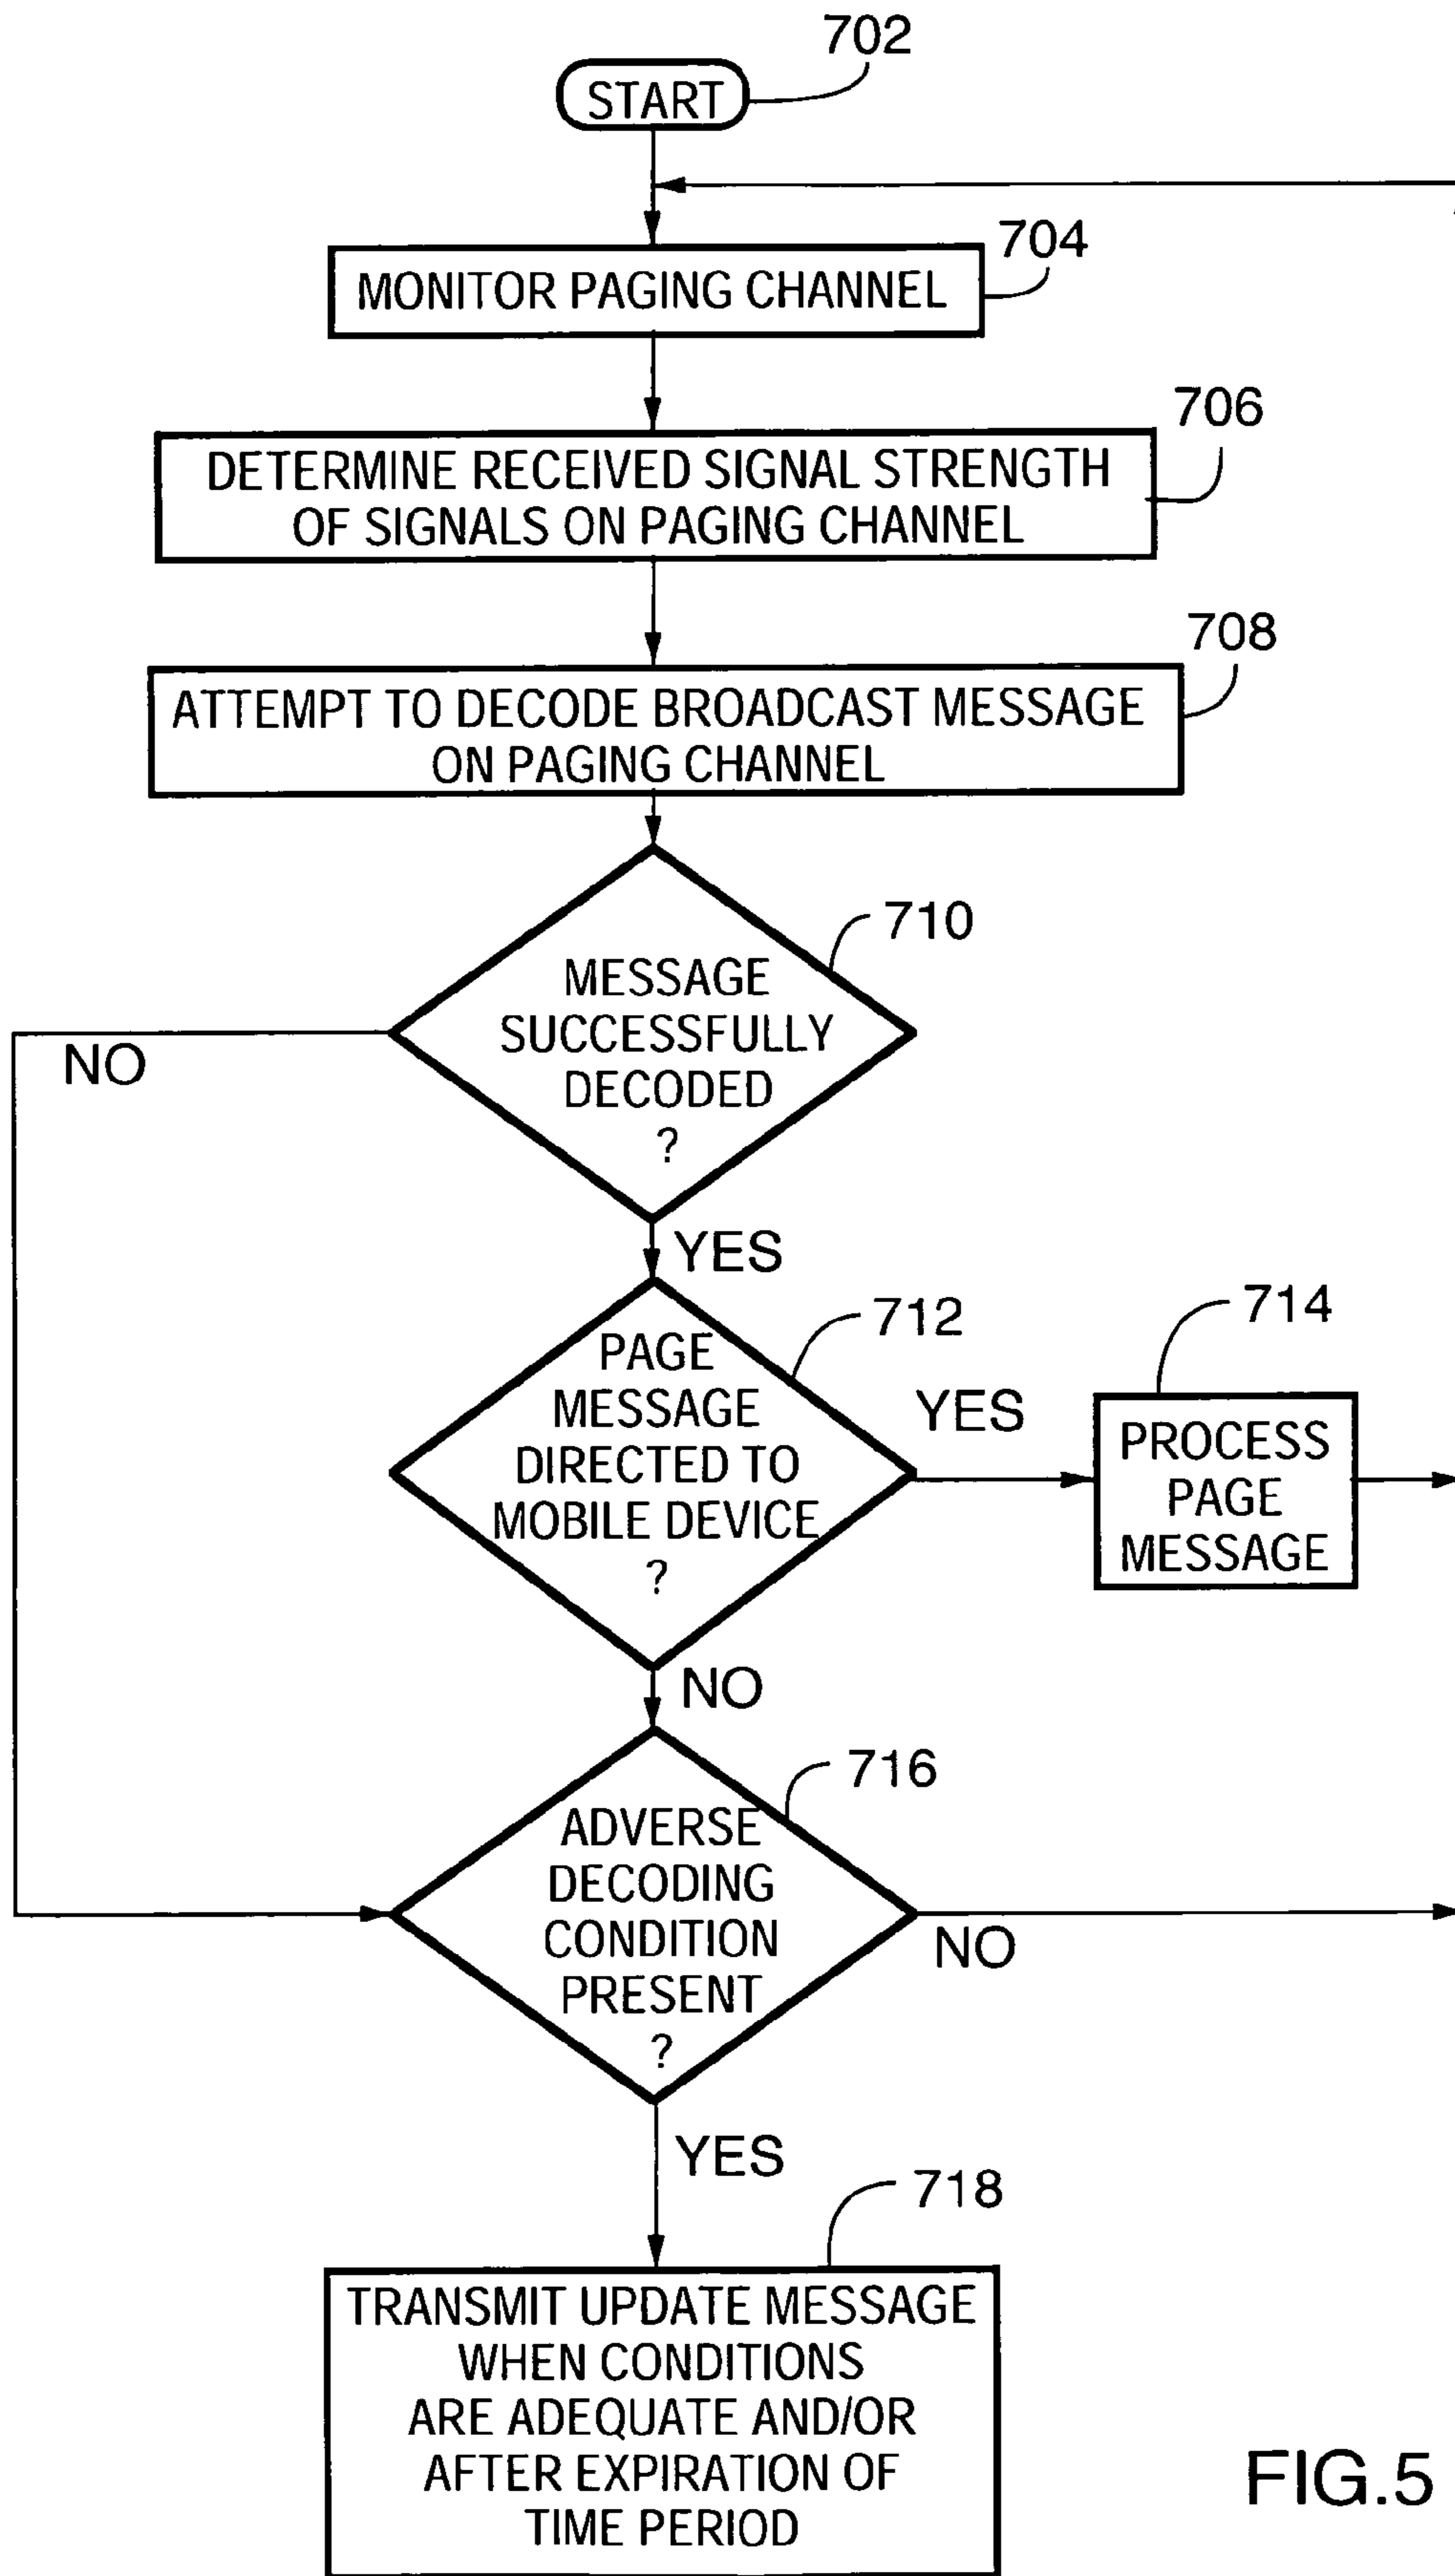 702
START
704
MONITOR PAGING CHANNEL
706
DETERMINE RECEIVED SIGNAL STRENGTH
OF SIGNALS ON PAGING CHANNEL
708
ATTEMPT TO DECODE BROADCAST MESSAGE
ON PAGING CHANNEL
710
MESSAGE
SUCCESSFULLY
DECODED
?
NO
YES
712
PAGE
MESSAGE
DIRECTED TO
MOBILE DEVICE
?
YES
714
PROCESS
PAGE
MESSAGE
NO
716
ADVERSE
DECODING
CONDITION
PRESENT
?
NO
YES
718
TRANSMIT UPDATE MESSAGE
WHEN CONDITIONS
ARE ADEQUATE AND/OR
AFTER EXPIRATION OF
TIME PERIOD
FIG.5